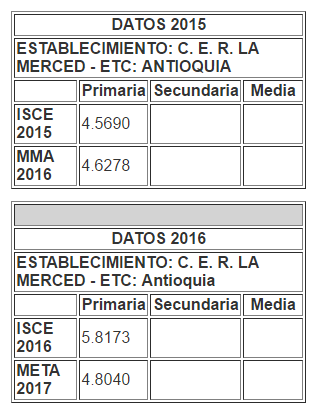 DATOS 2015
ESTABLECIMIENTO: C. E. R. LA
MERCED - ETC: ANTIOQUIA
Primaria Secundaria Media
ISCE
2015 4.5690
MMA
2016 4.6278
DATOS 2016
ESTABLECIMIENTO: C. E. R. LA
MERCED - ETC: Antioquia
Primaria Secundaria Media
ISCE
2016 5.8173
META
2017 4.8040